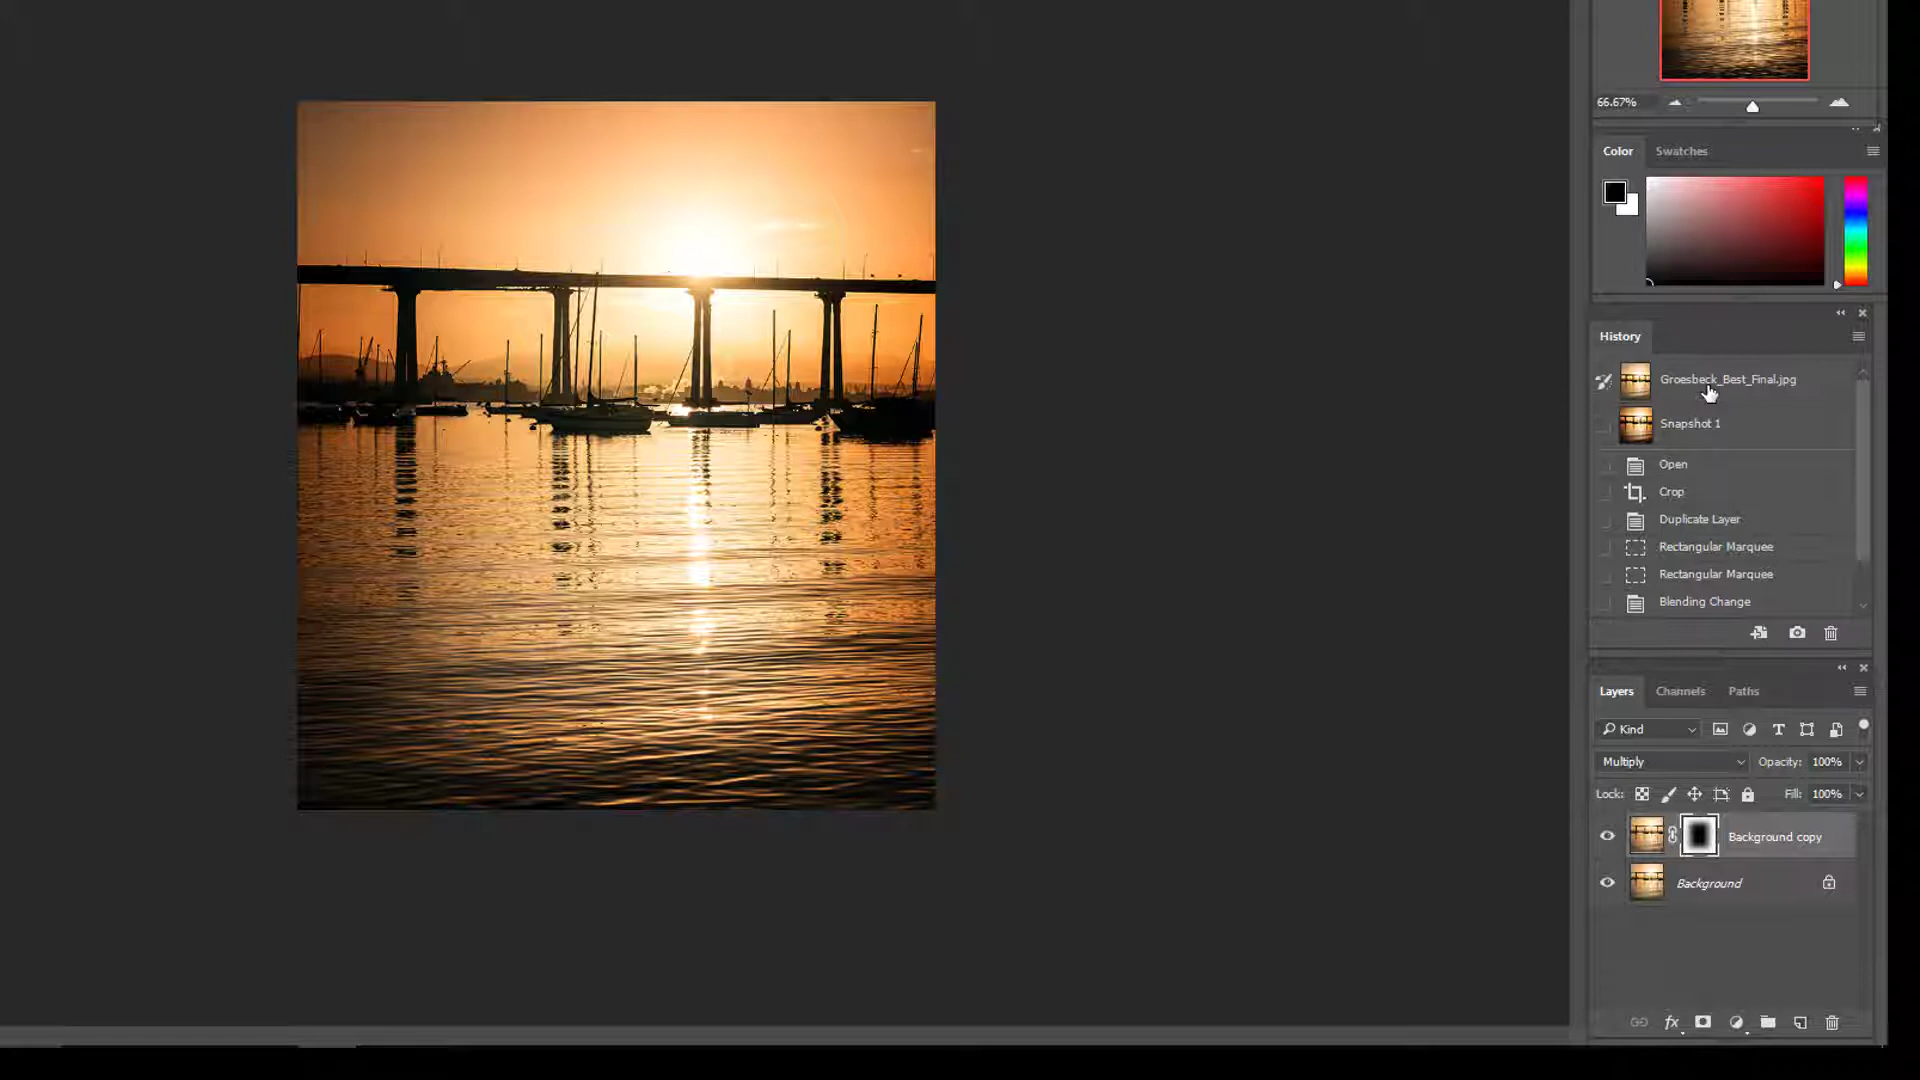 66.67%
Color Swatches
History
Groesbeck_Best_Final.jpg
Snapshot 1
Open
Crop
Duplicate Layer
Rectangular Marquee
Rectangular Marquee
Blending Change
Layers Channels Paths
Kind
Multiply Opacity: 100%
Lock: Fill: 100%
Background copy
Background
fx